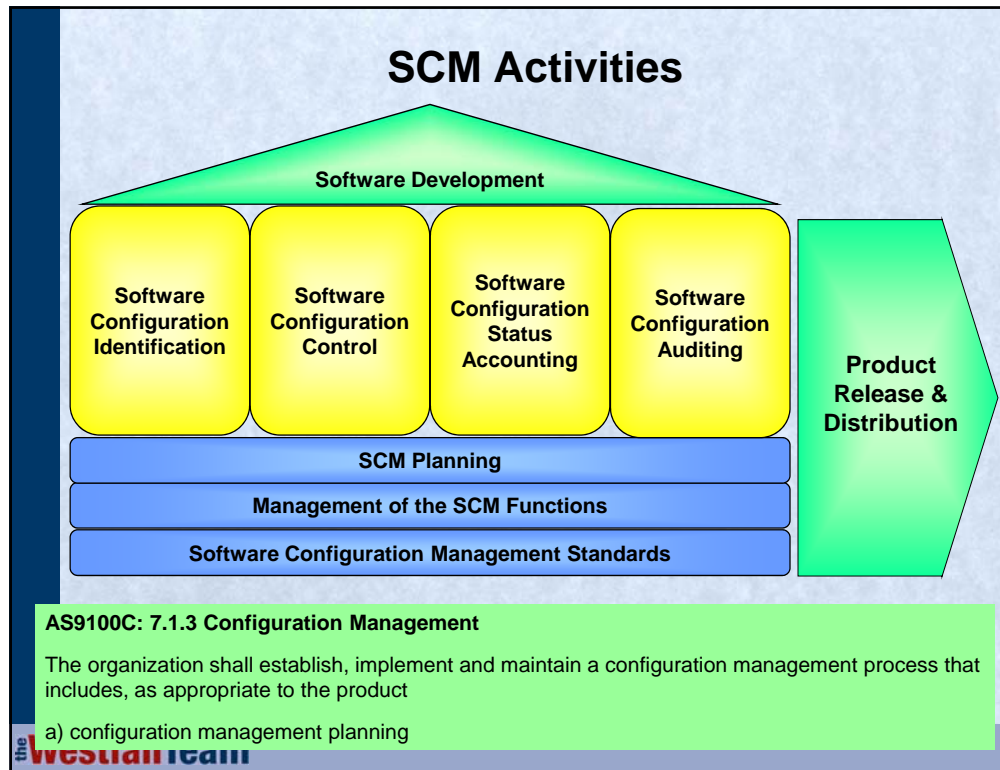 SCM Activities
Software Development
Software
Configuration
Identification
Software
Configuration
Control
Software
Configuration
Status
Accounting
Software
Configuration
Auditing
Product
Release &
Distribution
SCM Planning
Management of the SCM Functions
Software Configuration Management Standards
AS9100C: 7.1.3 Configuration Management
The organization shall establish, implement and maintain a configuration management process that
includes, as appropriate to the product
a) configuration management planning
the Westfall Team